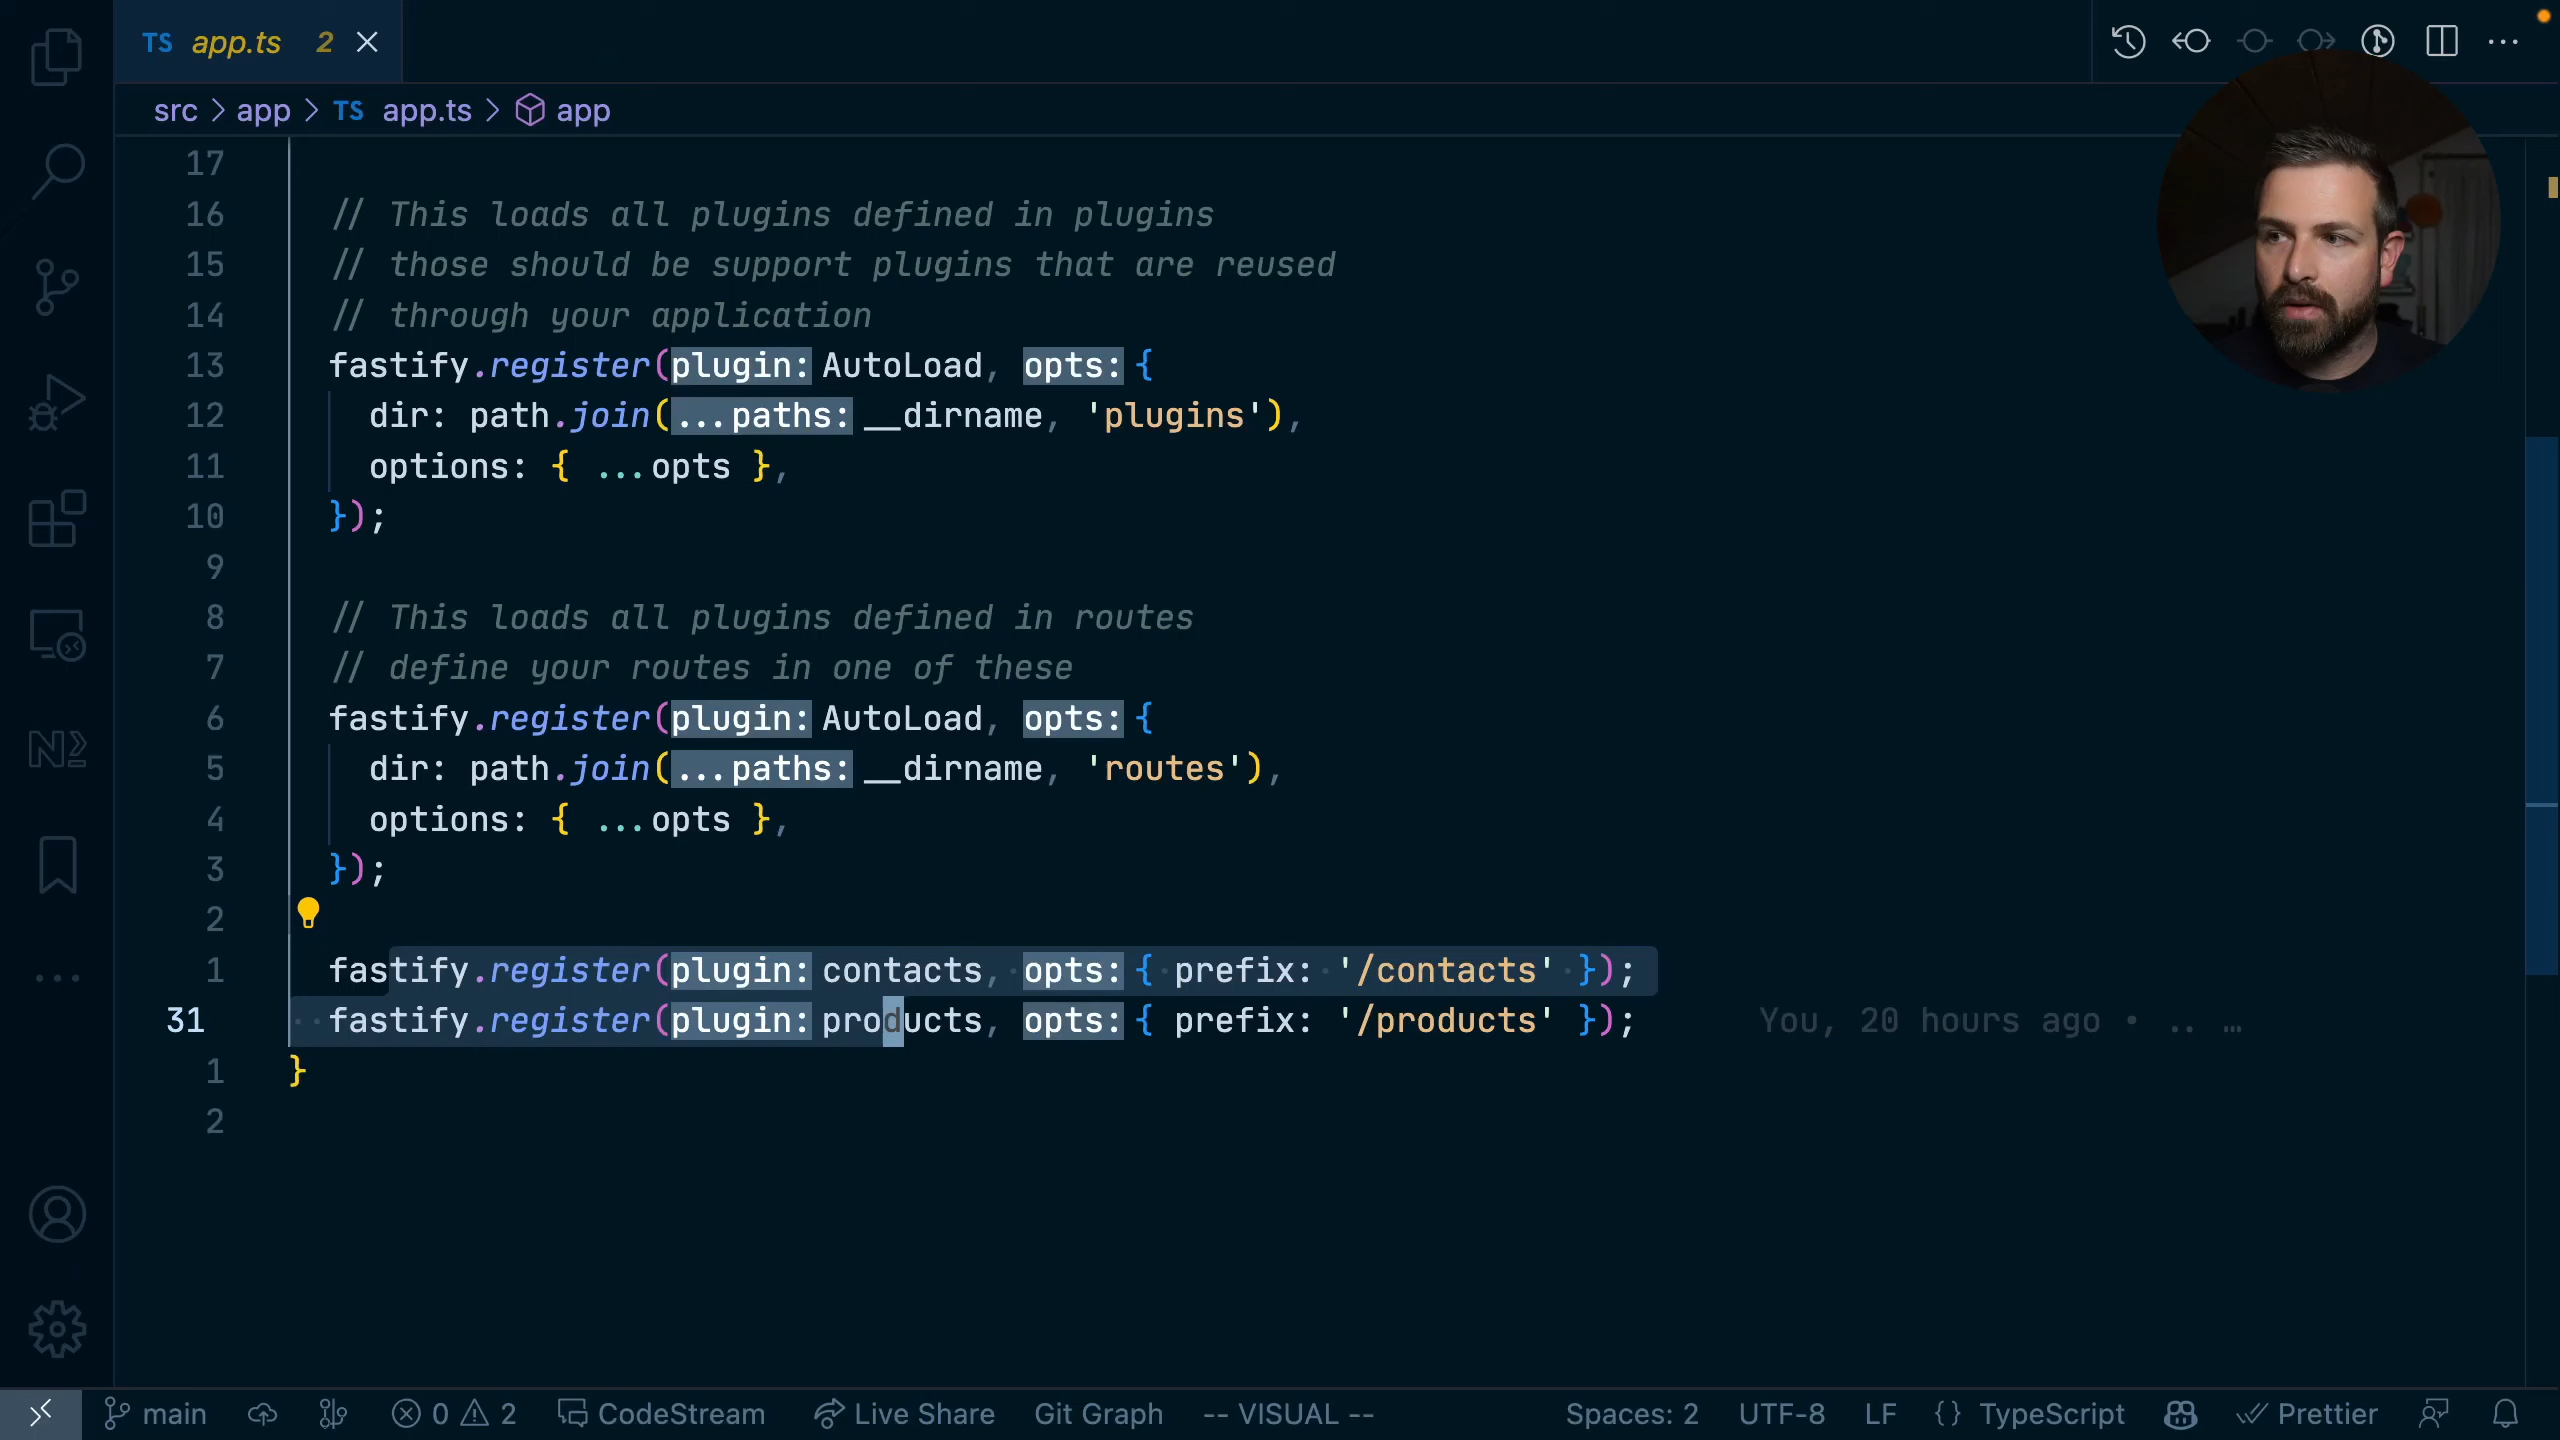 TS app.ts 2
src > app > TS app.ts > app
17
16 // This loads all plugins defined in plugins
15 // those should be support plugins that are reused
14 // through your application
13 fastify.register(plugin: AutoLoad, opts: {
12 dir: path.join(...paths: __dirname, 'plugins'),
11 options: { ...opts },
10 });
9
8 // This loads all plugins defined in routes
7 // define your routes in one of these
6 fastify.register(plugin: AutoLoad, opts: {
5 dir: path.join(...paths: __dirname, 'routes'),
4 options: { ...opts },
3 });
2
1 fastify.register(plugin: contacts, opts: { prefix: '/contacts' });
31 fastify.register(plugin: products, opts: { prefix: '/products' }); You, 20 hours ago • .. …
1 }
2
main 0 2 CodeStream Live Share Git Graph -- VISUAL -- Spaces: 2 UTF-8 LF {} TypeScript Prettier